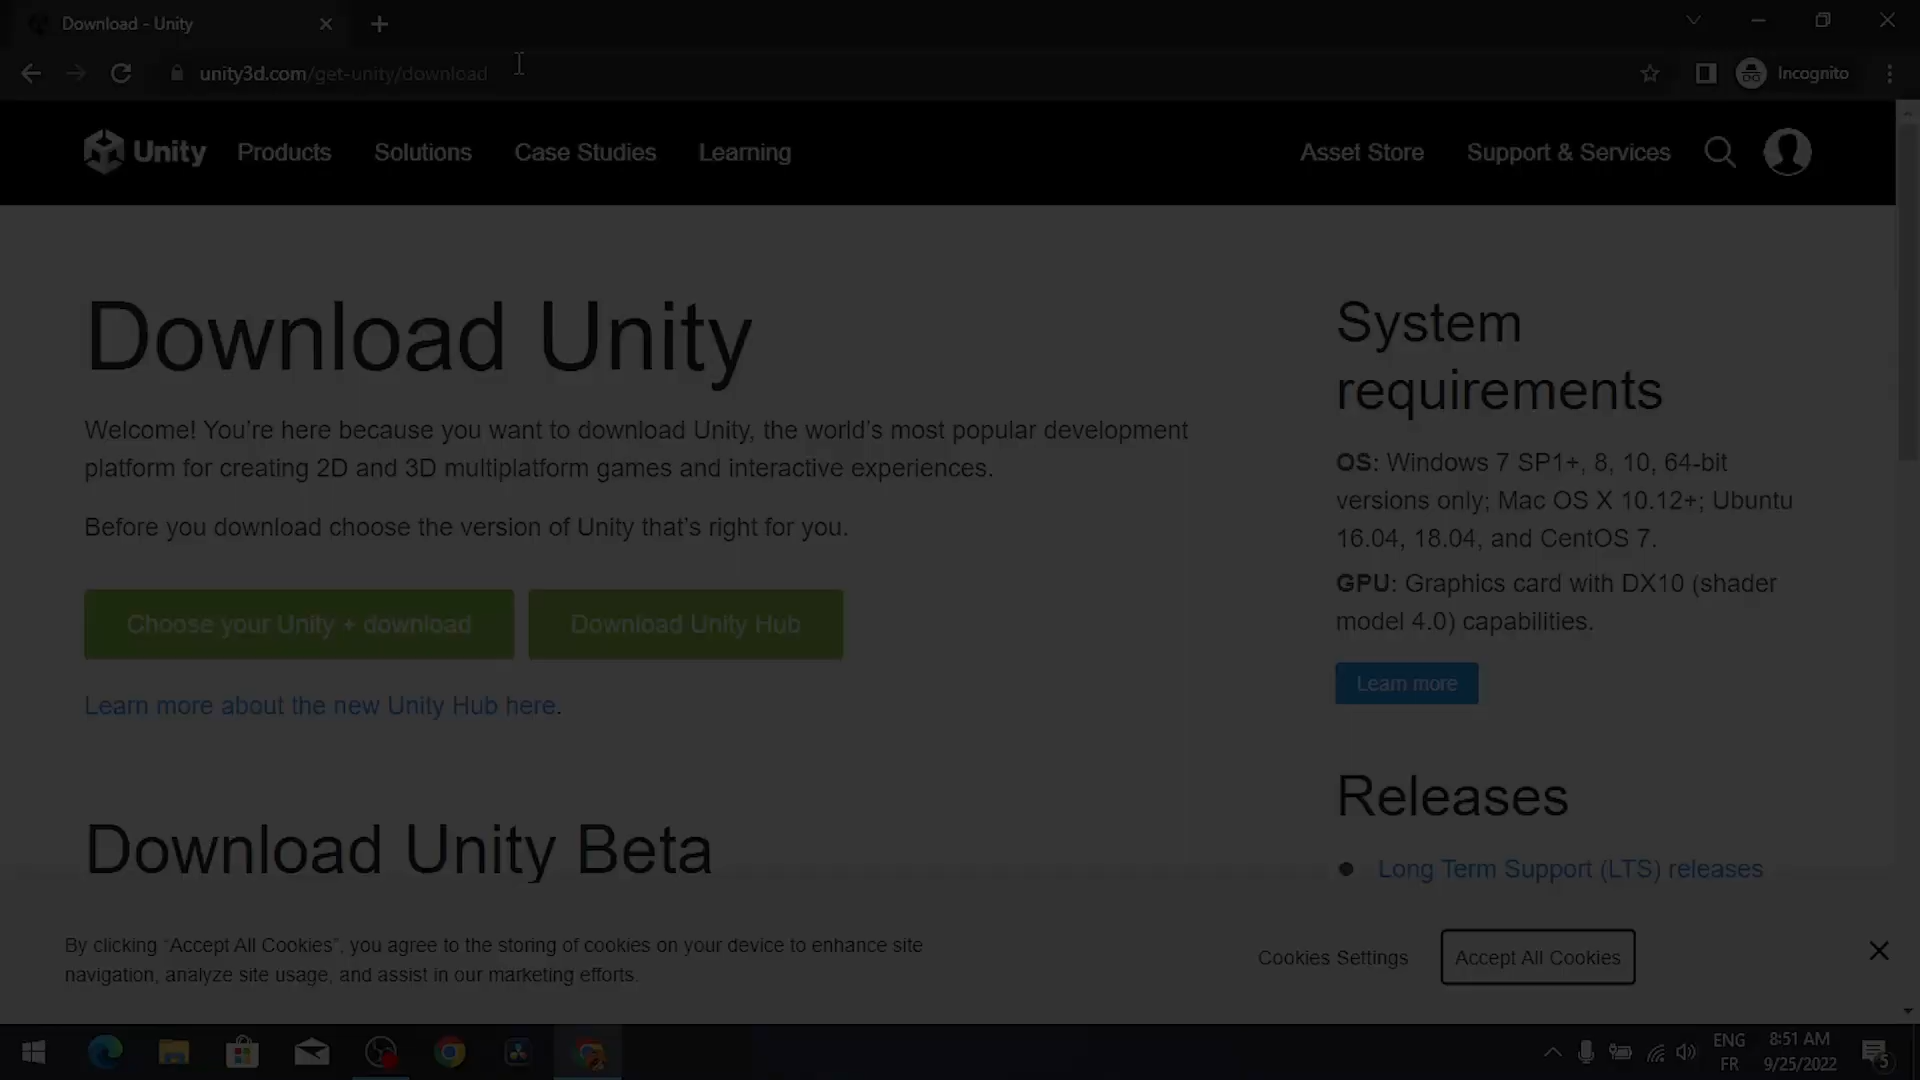 Download - Unity
unity3d.com/get-unity/download
Incognito
Unity Products Solutions Case Studies Learning Asset Store Support & Services
Download Unity
Welcome! You're here because you want to download Unity, the world's most popular development
platform for creating 2D and 3D multiplatform games and interactive experiences.
Before you download choose the version of Unity that's right for you.
Choose your Unity + download
Download Unity Hub
Learn more about the new Unity Hub here.
Download Unity Beta
System
requirements
OS: Windows 7 SP1+, 8, 10, 64-bit
versions only; Mac OS X 10.12+; Ubuntu
16.04, 18.04, and CentOS 7.
GPU: Graphics card with DX10 (shader
model 4.0) capabilities.
Learn more
Releases
Long Term Support (LTS) releases
By clicking "Accept All Cookies", you agree to the storing of cookies on your device to enhance site
navigation, analyze site usage, and assist in our marketing efforts.
Cookies Settings
Accept All Cookies
ENG
FR
8:51 AM
9/25/2022
5